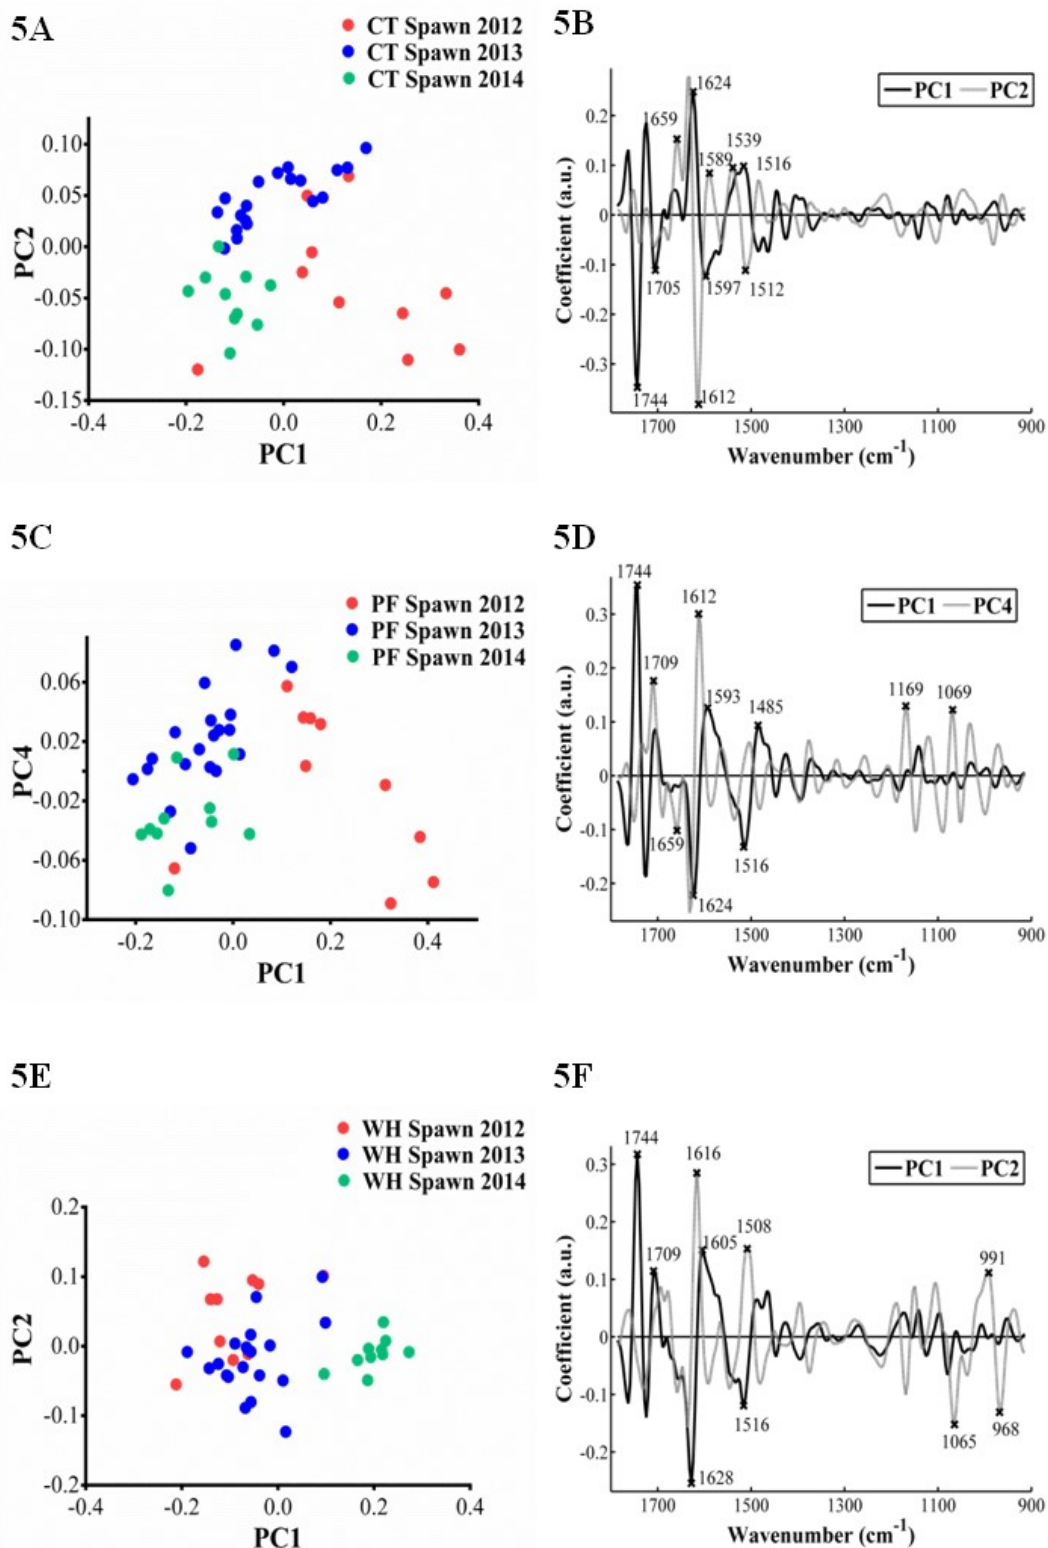 5A
CT Spawn 2012
CT Spawn 2013
CT Spawn 2014
0.10
0.05
0.00
-0.05
-0.10
-0.15
-0.4 -0.2 0.0 0.2 0.4
PC2
PC1
5B
PC1 PC2
1624
1659
1539
1589
1516
1705
1597
1512
1744
1612
0.2
0.1
0
-0.1
-0.2
-0.3
1700 1500 1300 1100 900
Coefficient (a.u.)
Wavenumber (cm-1)
5C
PF Spawn 2012
PF Spawn 2013
PF Spawn 2014
0.06
0.02
-0.02
-0.06
-0.10
-0.2 0.0 0.2 0.4
PC4
PC1
5D
PC1 PC4
1744
1612
1709
1593
1485
1169
1069
1659
1516
1624
0.3
0.2
0.1
0
-0.1
-0.2
1700 1500 1300 1100 900
Coefficient (a.u.)
Wavenumber (cm-1)
5E
WH Spawn 2012
WH Spawn 2013
WH Spawn 2014
0.2
0.1
0.0
-0.1
-0.2
-0.2 0.0 0.2 0.4
PC2
PC1
5F
PC1 PC2
1744
1616
1709
1605
1508
991
1516
1065
968
1628
0.3
0.2
0.1
0
-0.1
-0.2
1700 1500 1300 1100 900
Coefficient (a.u.)
Wavenumber (cm-1)